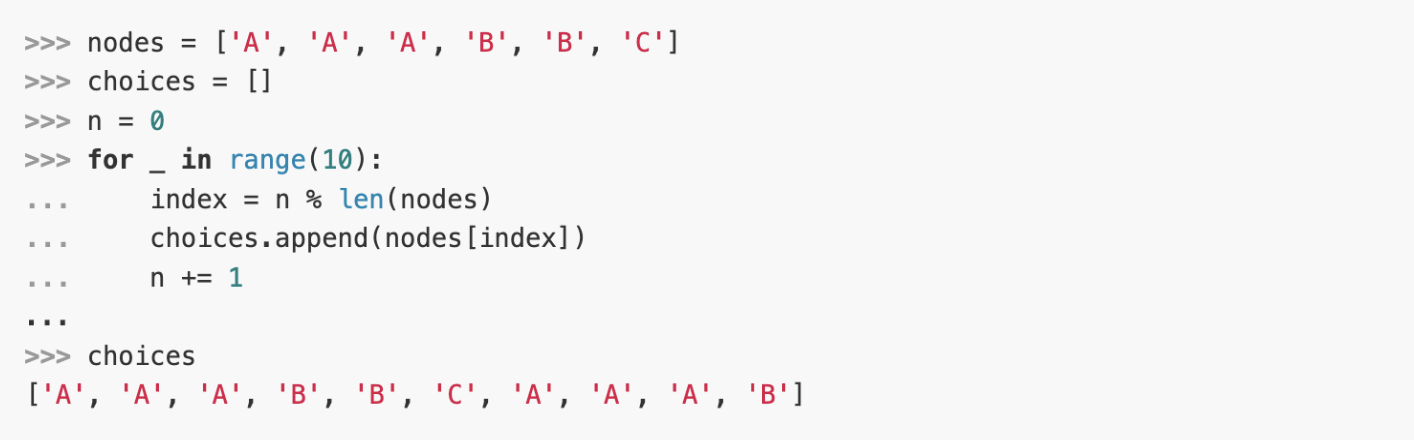 >>> nodes = ['A', 'A', 'A', 'B', 'B', 'C']
>>> choices = []
>>> n = 0
>>> for _ in range(10):
...     index = n % len(nodes)
...     choices.append(nodes[index])
...     n += 1
...
>>> choices
['A', 'A', 'A', 'B', 'B', 'C', 'A', 'A', 'A', 'B']